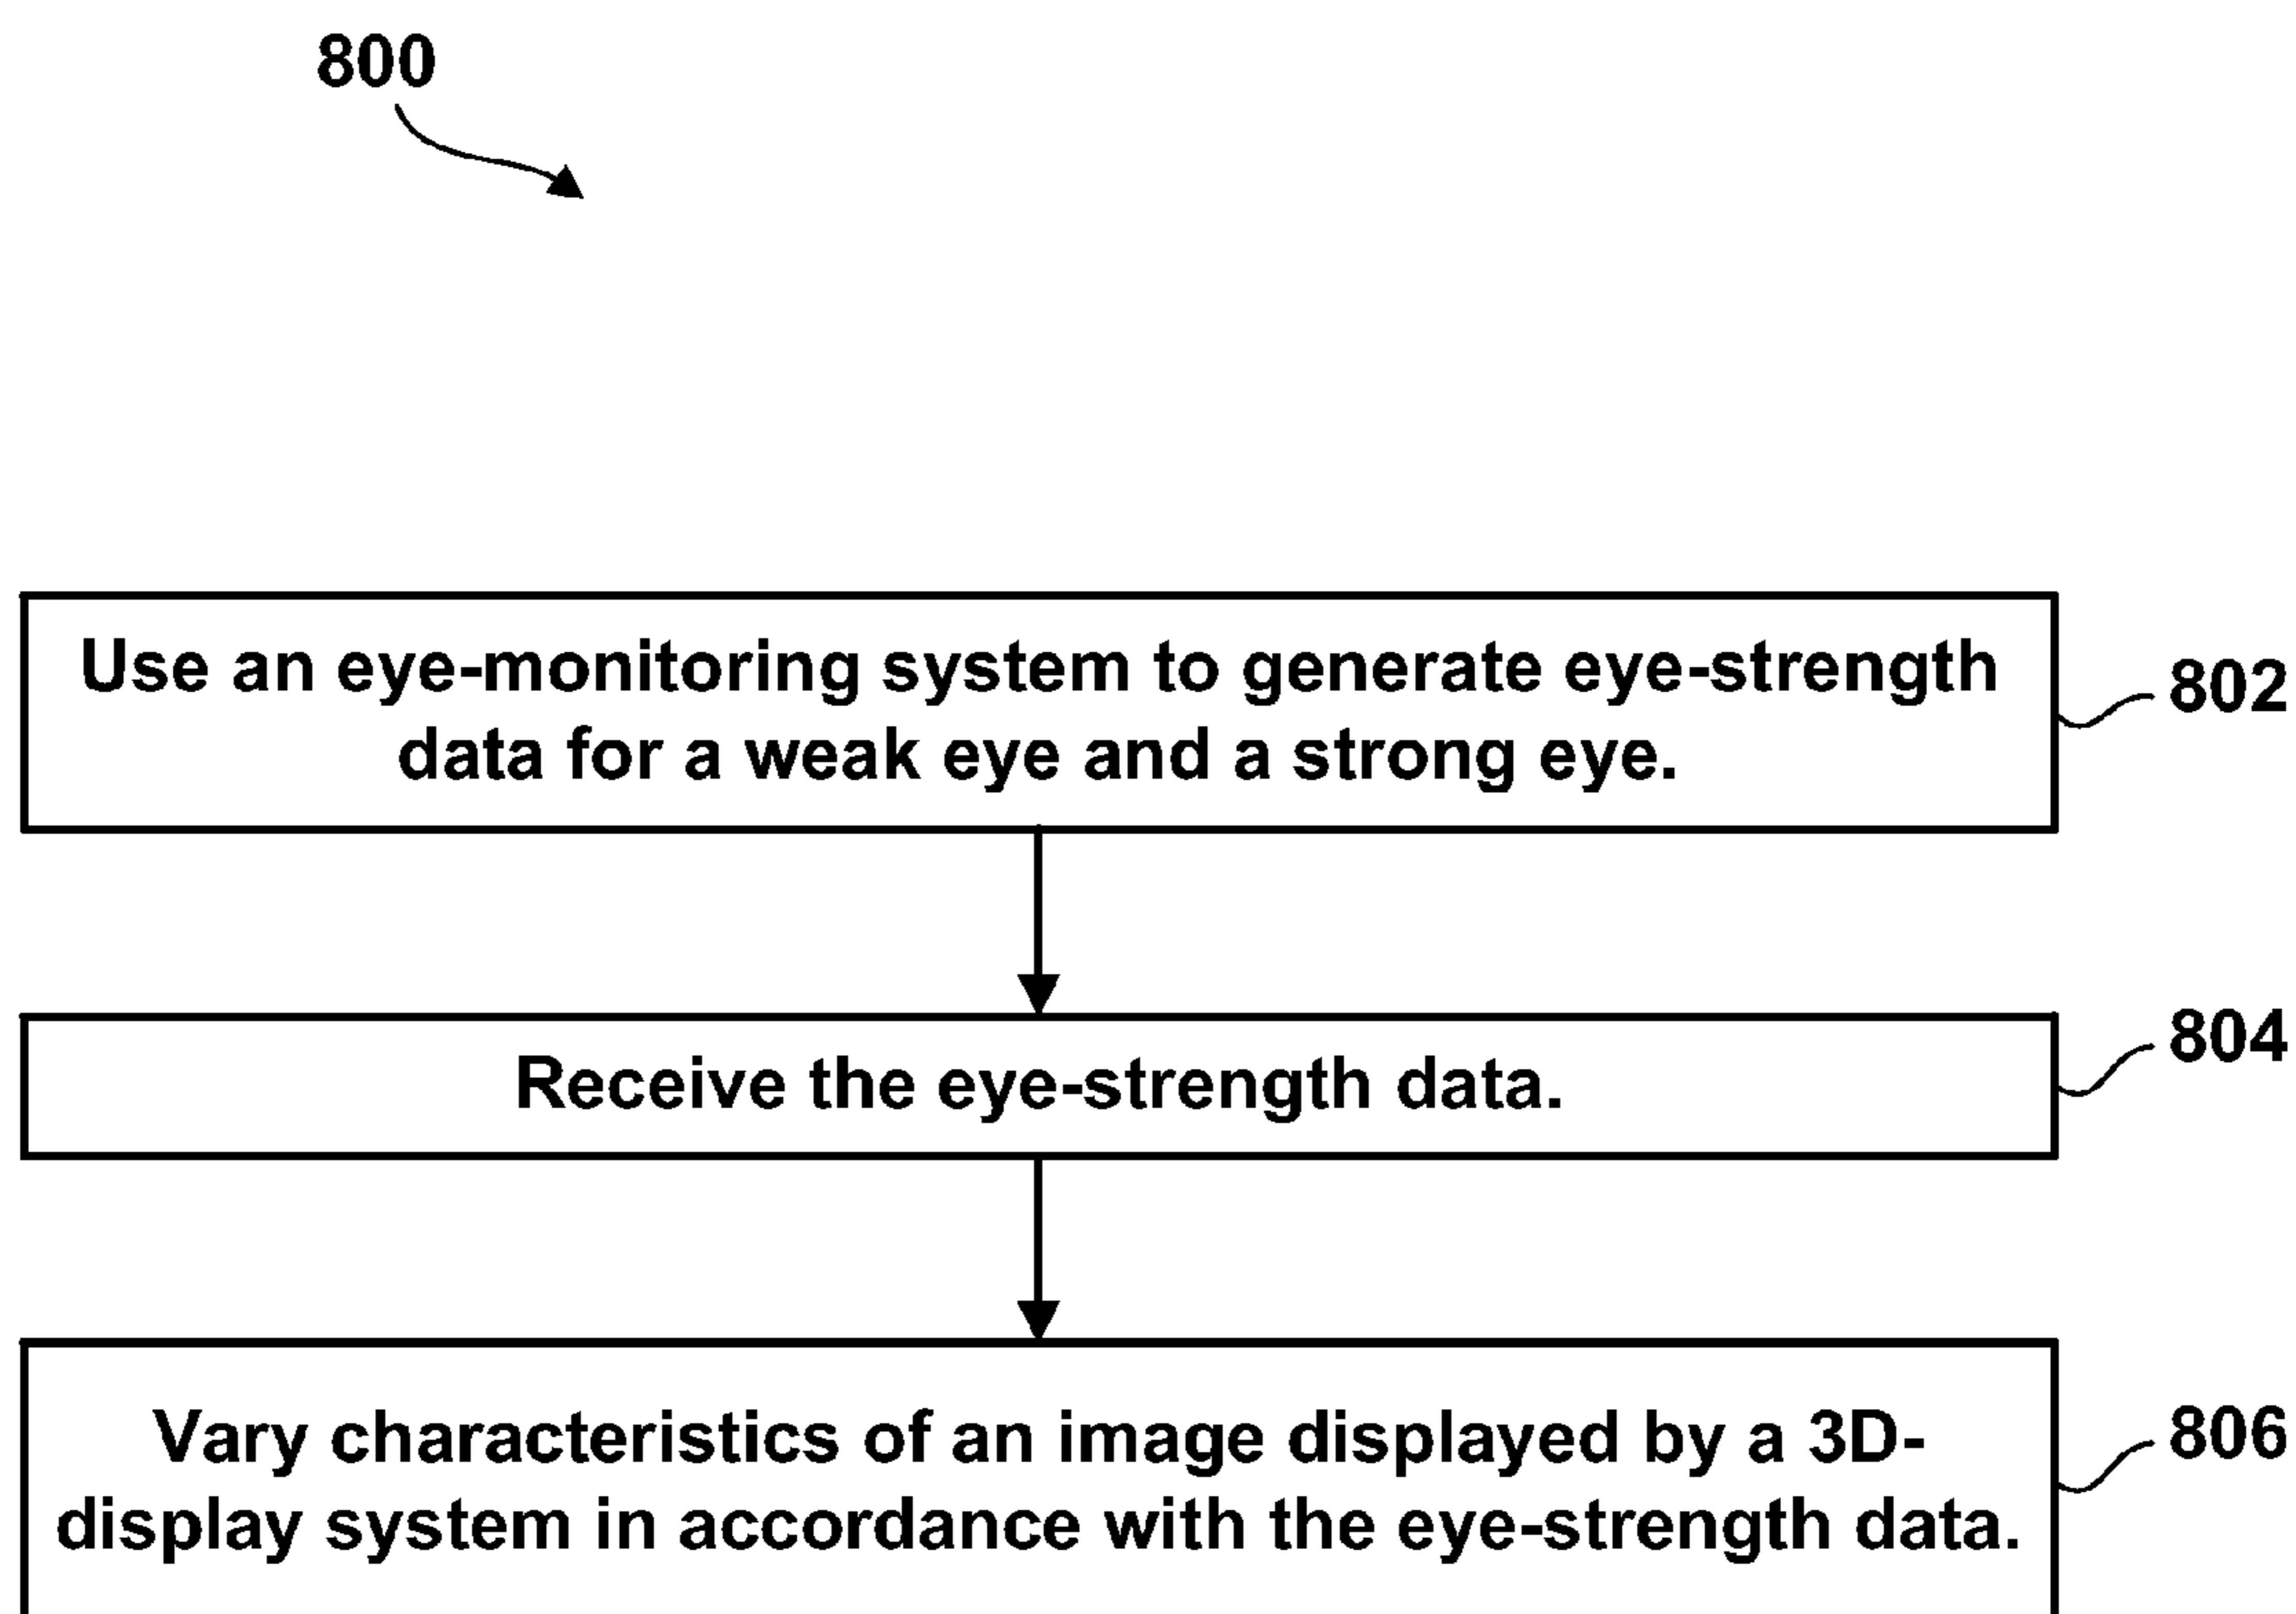 800
Use an eye-monitoring system to generate eye-strength
data for a weak eye and a strong eye.
802
Receive the eye-strength data.
804
Vary characteristics of an image displayed by a 3D-
display system in accordance with the eye-strength data.
806